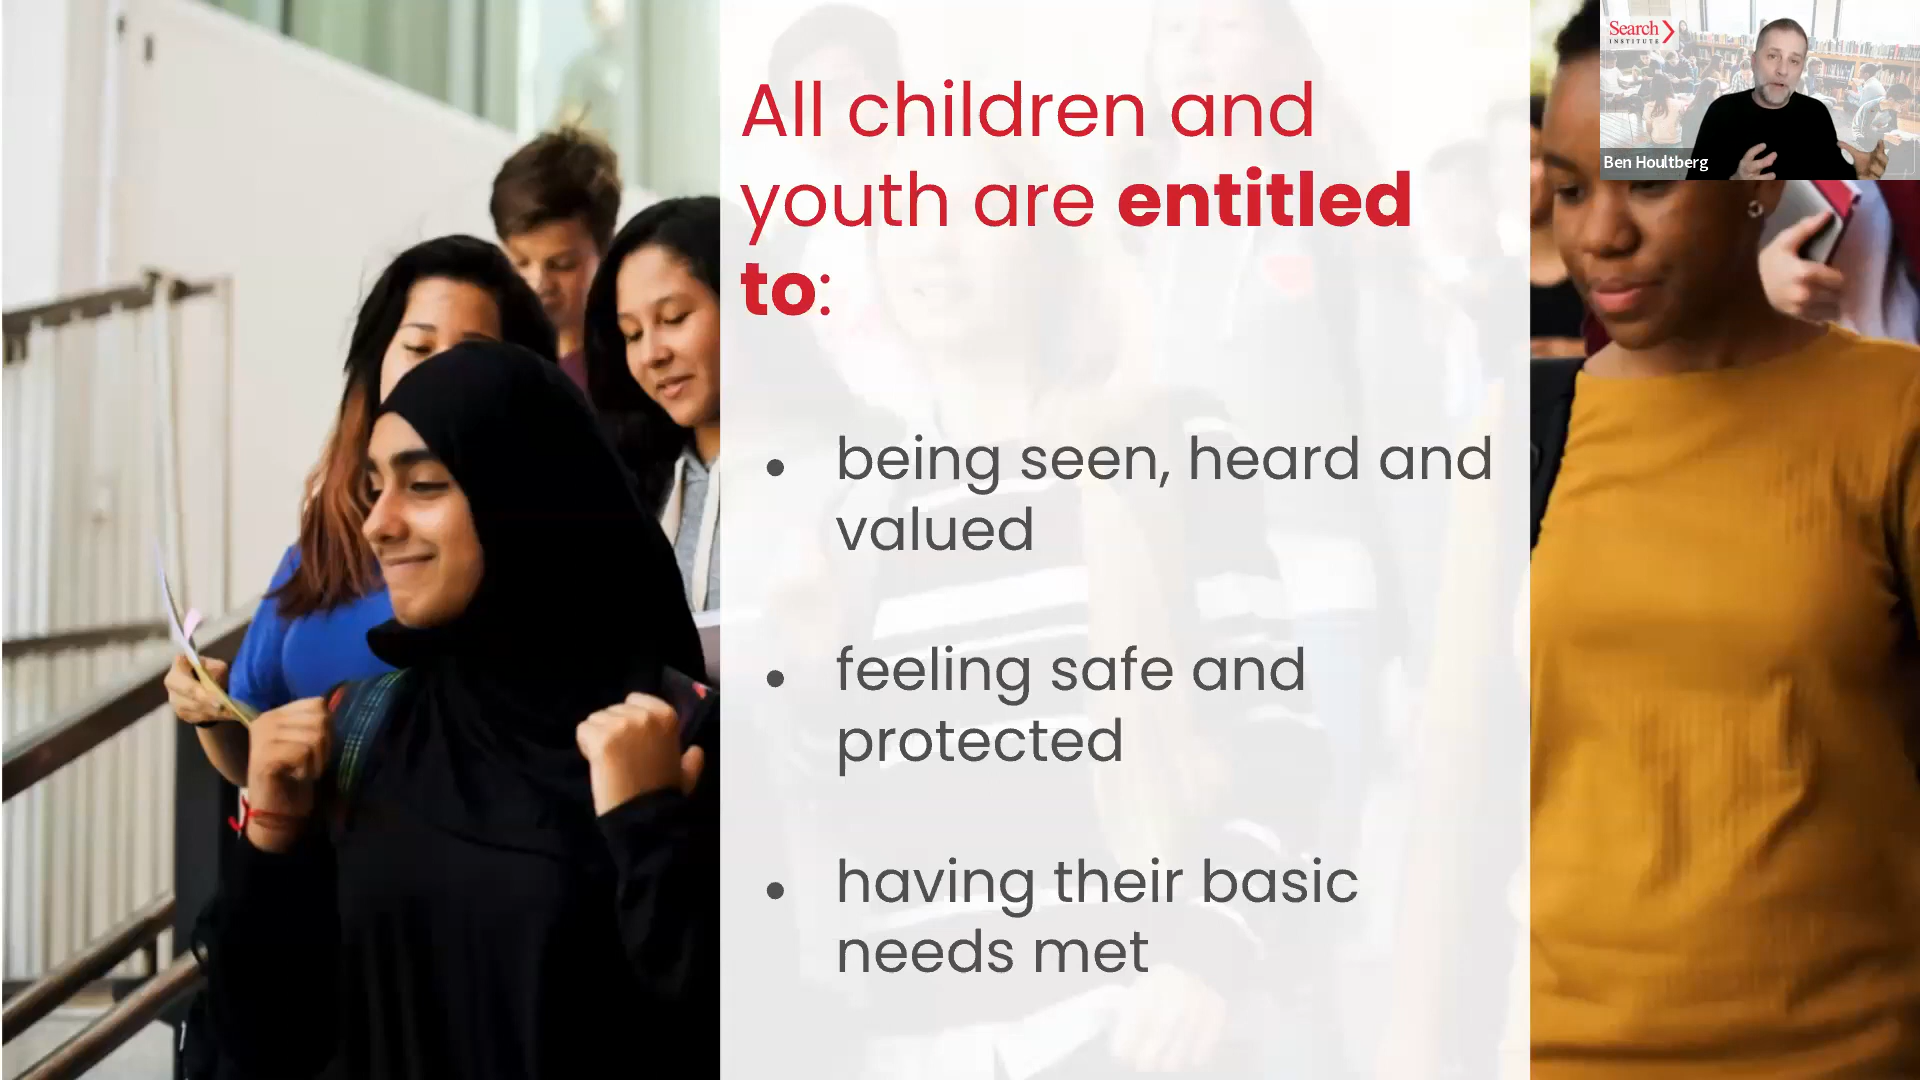 All children and
youth are entitled
to:
• being seen, heard and
valued
• feeling safe and
protected
• having their basic
needs met
Search
INSTITUTE
Ben Houltberg